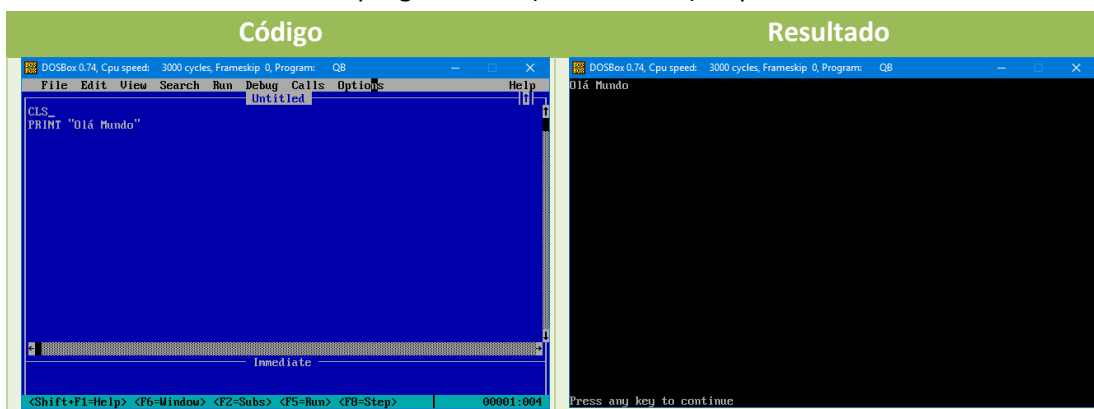 Código
Resultado
DOSBox 0.74, Cpu speed: 3000 cycles, Frameskip 0, Program: QB
File Edit View Search Run Debug Calls Options Help
Untitled
CLS_
PRINT "Olá Mundo"
Immediate
<Shift+F1=Help> <F6=Window> <F2=Subs> <F5=Run> <F8=Step> 00001:004
DOSBox 0.74, Cpu speed: 3000 cycles, Frameskip 0, Program: QB
Olá Mundo
Press any key to continue